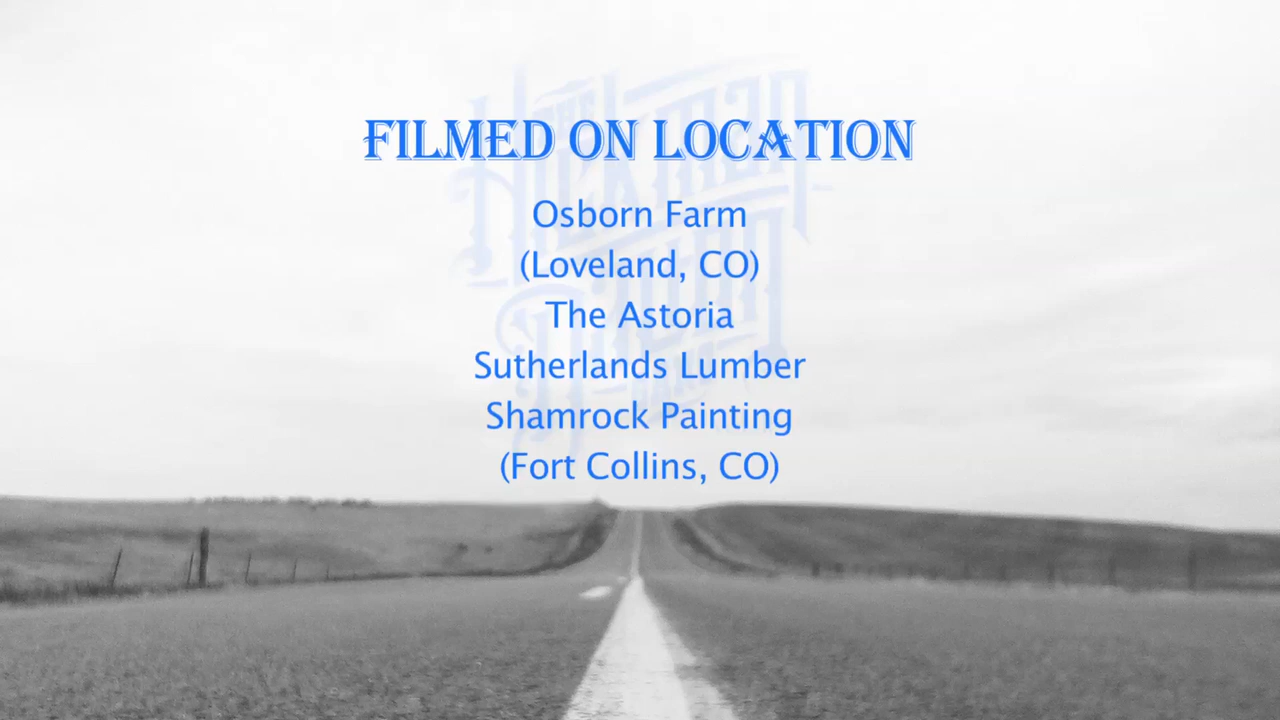 FILMED ON LOCATION
Osborn Farm
(Loveland, CO)
The Astoria
Sutherlands Lumber
Shamrock Painting
(Fort Collins, CO)